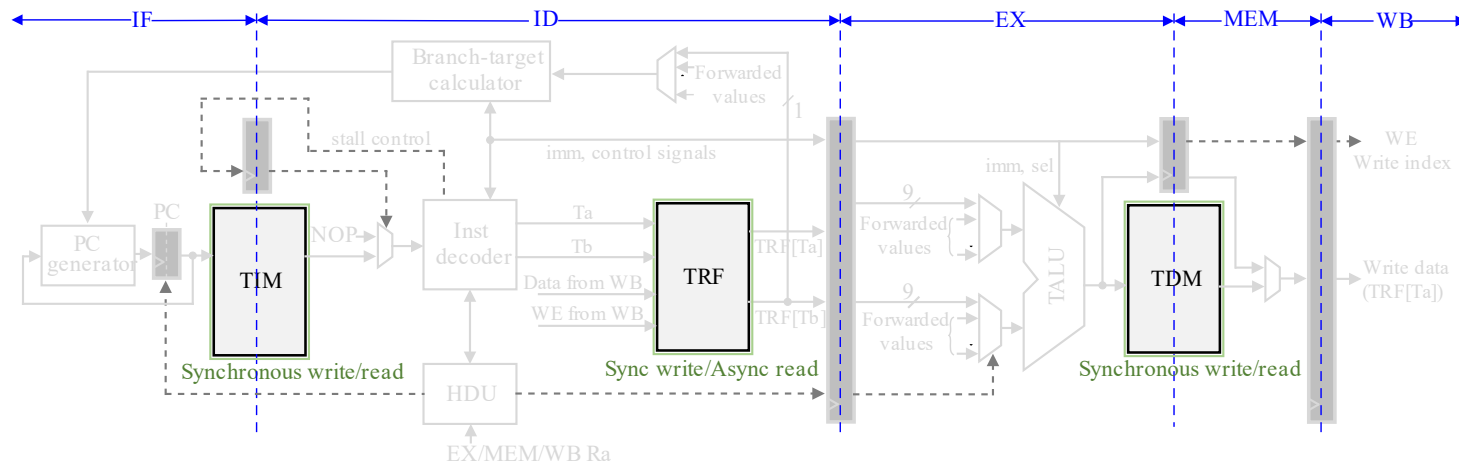 IF
ID
EX
MEM
WB
Branch-target
calculator
Forwarded
values
1
stall control
imm, control signals
WE
Write index
imm, sel
PC
NOP
PC
generator
TIM
Inst
decoder
Ta
Tb
Data from WB
WE from WB
TRF
TRF[Ta]
TRF[Tb]
9
Forwarded
values
9
Forwarded
values
TALU
TDM
Write data
(TRF[Ta])
Synchronous write/read
Sync write/Async read
Synchronous write/read
HDU
EX/MEM/WB Ra